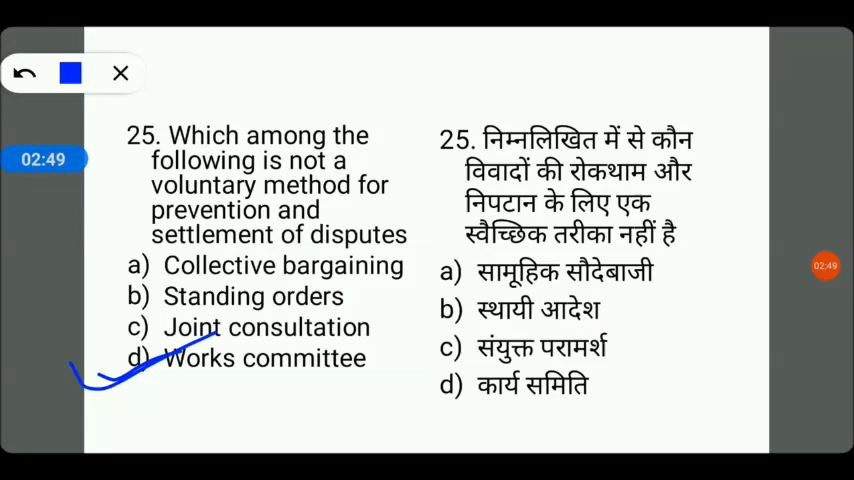 02:49
25. Which among the
following is not a
voluntary method for
prevention and
settlement of disputes
a) Collective bargaining
b) Standing orders
c) Joint consultation
d) Works committee
25. निम्नलिखित में से कौन
विवादों की रोकथाम और
निपटान के लिए एक
स्वैच्छिक तरीका नहीं है
a) सामूहिक सौदेबाजी
b) स्थायी आदेश
c) संयुक्त परामर्श
d) कार्य समिति
02:49